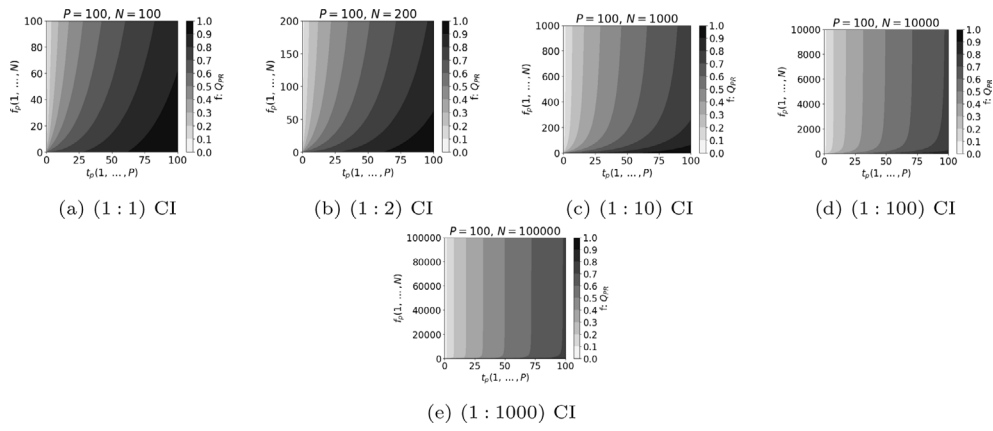 P = 100, N = 100
100
80
60
40
20
0
0 25 50 75 100
t_p(1, ..., P)
f_p(1, ..., N)
1.0
0.9
0.8
0.7
0.6
0.5
0.4
0.3
0.2
0.1
0.0
f: Q_PR
(a) (1 : 1) CI
P = 100, N = 200
200
150
100
50
0
0 25 50 75 100
t_p(1, ..., P)
f_p(1, ..., N)
1.0
0.9
0.8
0.7
0.6
0.5
0.4
0.3
0.2
0.1
0.0
f: Q_PR
(b) (1 : 2) CI
P = 100, N = 1000
1000
800
600
400
200
0
0 25 50 75 100
t_p(1, ..., P)
f_p(1, ..., N)
1.0
0.9
0.8
0.7
0.6
0.5
0.4
0.3
0.2
0.1
0.0
f: Q_PR
(c) (1 : 10) CI
P = 100, N = 10000
10000
8000
6000
4000
2000
0
0 25 50 75 100
t_p(1, ..., P)
f_p(1, ..., N)
1.0
0.9
0.8
0.7
0.6
0.5
0.4
0.3
0.2
0.1
0.0
f: Q_PR
(d) (1 : 100) CI
P = 100, N = 100000
100000
80000
60000
40000
20000
0
0 25 50 75 100
t_p(1, ..., P)
f_p(1, ..., N)
1.0
0.9
0.8
0.7
0.6
0.5
0.4
0.3
0.2
0.1
0.0
f: Q_PR
(e) (1 : 1000) CI